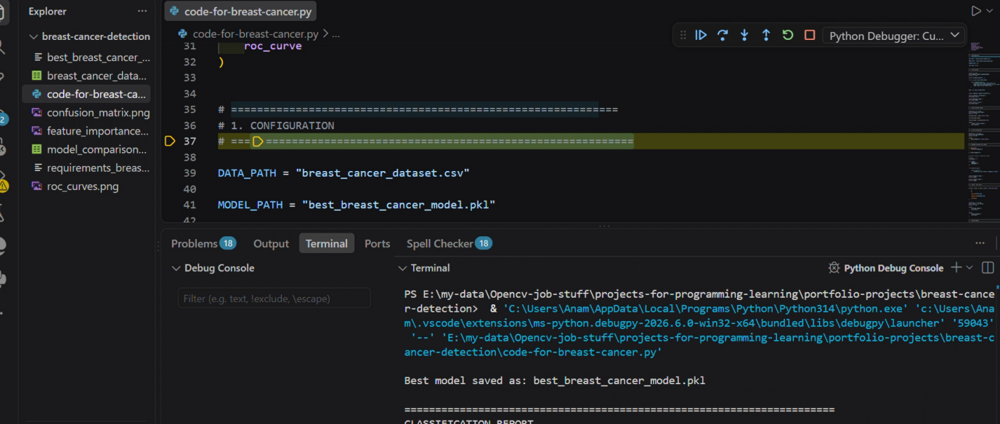 Explorer
breast-cancer-detection
best_breast_cancer_...
breast_cancer_data...
code-for-breast-ca...
confusion_matrix.png
feature_importance...
model_comparison...
requirements_breas...
roc_curves.png
2
code-for-breast-cancer.py
code-for-breast-cancer.py > ...
Python Debugger: Cu...
31 roc_curve
32 )
33
34
35 # ============================================================
36 # 1. CONFIGURATION
37 # ============================================================
38
39 DATA_PATH = "breast_cancer_dataset.csv"
40
41 MODEL_PATH = "best_breast_cancer_model.pkl"
42
Problems 18 Output Terminal Ports Spell Checker 18
Debug Console
Filter (e.g. text, !exclude, \escape)
Terminal
Python Debug Console
PS E:\my-data\Opencv-job-stuff\projects-for-programming-learning\portfolio-projects\breast-cance
r-detection> & 'C:\Users\Anam\AppData\Local\Programs\Python\Python314\python.exe' 'c:\Users\Ana
m\.vscode\extensions\ms-python.debugpy-2026.6.0-win32-x64\bundled\libs\debugpy\launcher' '59043'
'--' 'E:\my-data\Opencv-job-stuff\projects-for-programming-learning\portfolio-projects\breast-c
ancer-detection\code-for-breast-cancer.py'
Best model saved as: best_breast_cancer_model.pkl
======================================================================
CLASSIFICATION REPORT